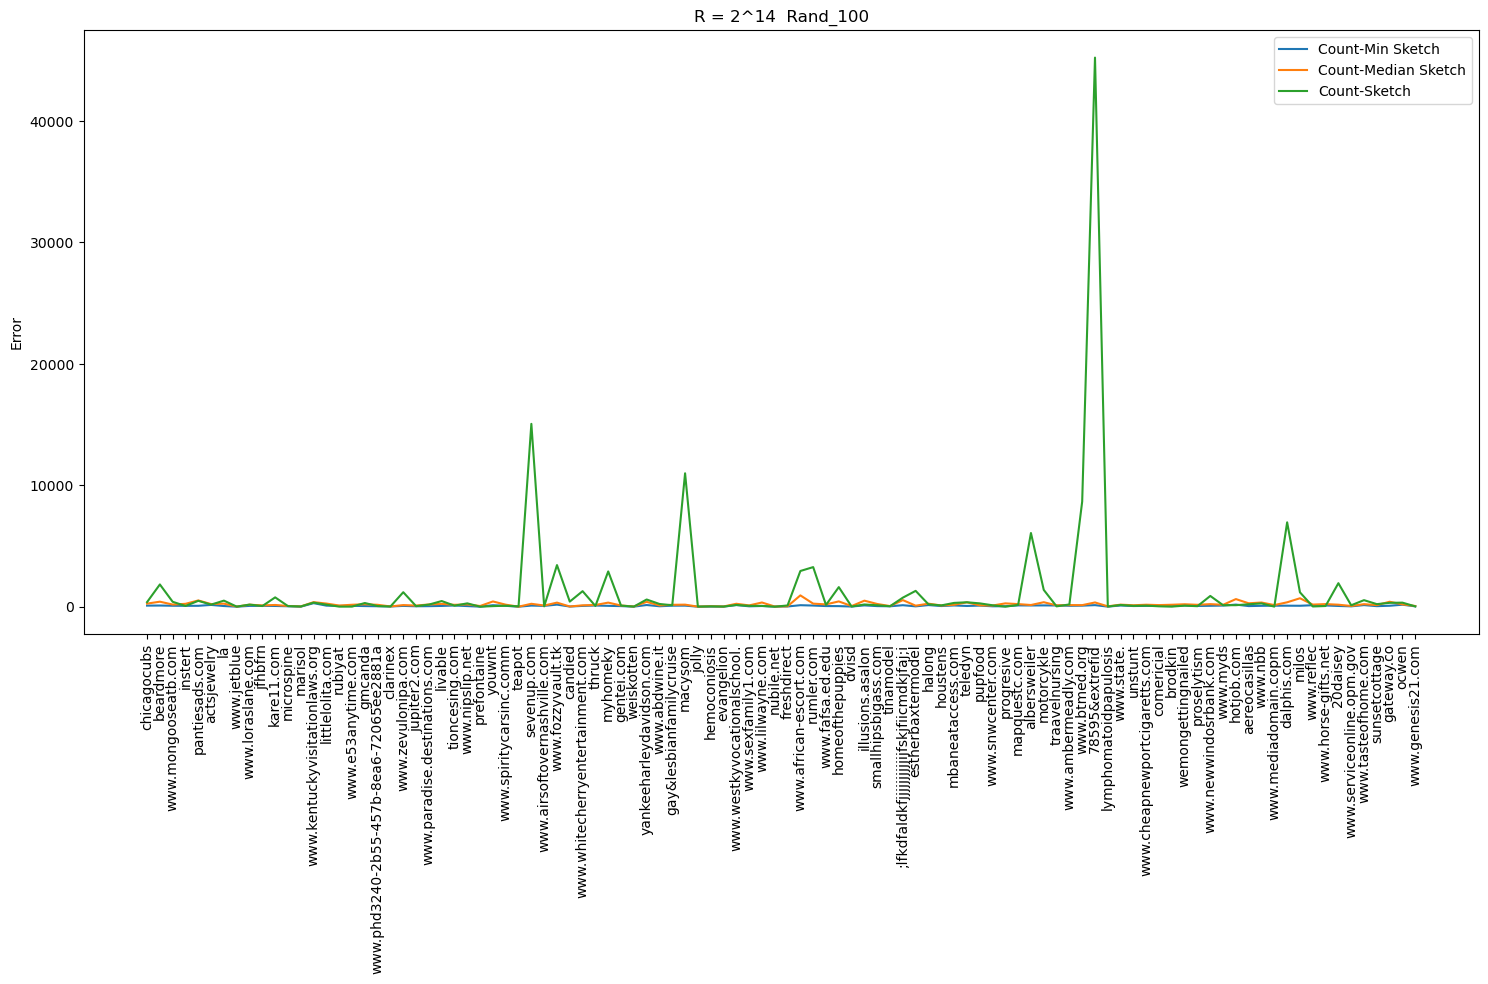 R = 2^14  Rand_100
Count-Min Sketch
Count-Median Sketch
Count-Sketch
Error
40000
30000
20000
10000
0
chicagocubs
beardmore
www.mongooseatb.com
instert
pantiesads.com
actsjewelry
la
www.jetblue
www.loraslane.com
jfhbfrn
kare11.com
microspine
marisol
www.kentuckyvisitationlaws.org
littlelolita.com
rubiyat
www.e53anytime.com
gmcanda
www.phd3240-2b55-457b-8ea6-72065ee2881a
clarinex
www.zevulonipa.com
jupiter2.com
www.paradise.destinations.com
livable
tioncesing.com
www.nipslip.net
prefontaine
youwnt
www.spiritycarsinc.comm
teapot
sevenup.com
www.airsoftovernashville.com
www.fozzyvault.tk
candied
www.whitecherryentertainment.com
thruck
myhomeky
gentei.com
weiskotten
yankeeharleydavidson.com
www.abdwine.it
gay&lesbianfamilycruise
macysom
jolly
hemoconiosis
evangelion
www.westkyvocationalschool.
www.sexfamily1.com
www.lilwayne.com
nubile.net
freshdirect
www.african-escort.com
rumler.com
www.fafsa.ed.edu
homeofthepuppies
dvisd
illusions.asalon
smallhipsbigass.com
tinamodel
estherbaxtermodel
halong
houstens
mbaneataccess.com
teledyn
pupfood
www.snwcenter.com
progresive
mapquestc.com
albersweiler
motorcykle
travelnursing
www.ambermeadly.com
www.btmed.org
785595&extrefid
lymphomatoidpapulosis
www.state
unstunt
www.cheapnewportcigaretts.com
comericial
brodkin
wemongettingnailed
proselytism
www.newwindosrbank.com
www.myds
hotjob.com
aereoasillas
www.nbb
www.mediadomain.com
dalphis.com
milos
www.reflec
www.horse-gifts.net
20daisey
www.serviceonline.opm.gov
www.tasteofhome.com
sunsetcottage
gateway.co
ocwen
www.genesis21.com